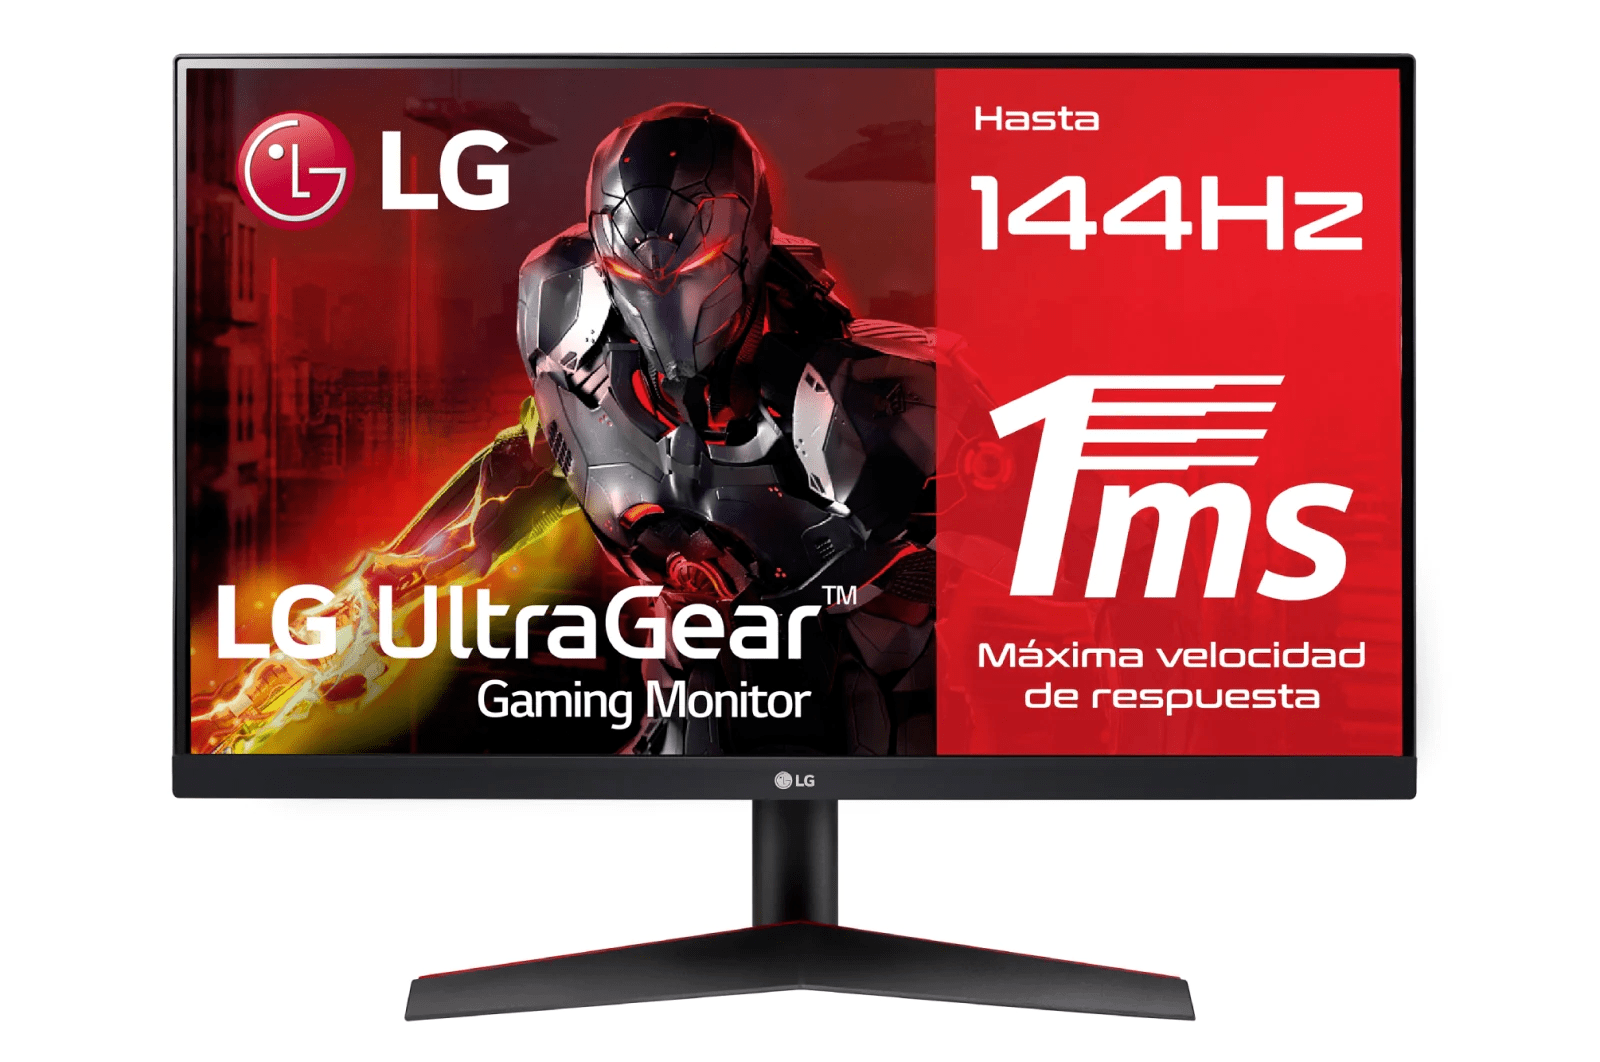 LG
LG UltraGear™
Gaming Monitor
Hasta
144Hz
1ms
Máxima velocidad
de respuesta
LG